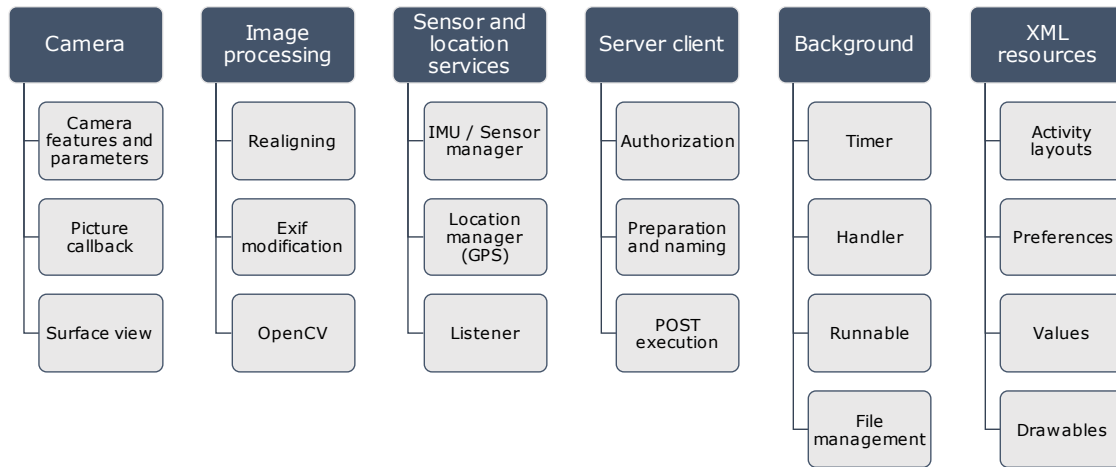 Camera
Camera
features and
parameters
Picture
callback
Surface view
Image
processing
Realigning
Exif
modification
OpenCV
Sensor and
location
services
IMU / Sensor
manager
Location
manager
(GPS)
Listener
Server client
Authorization
Preparation
and naming
POST
execution
Background
Timer
Handler
Runnable
File
management
XML
resources
Activity
layouts
Preferences
Values
Drawables